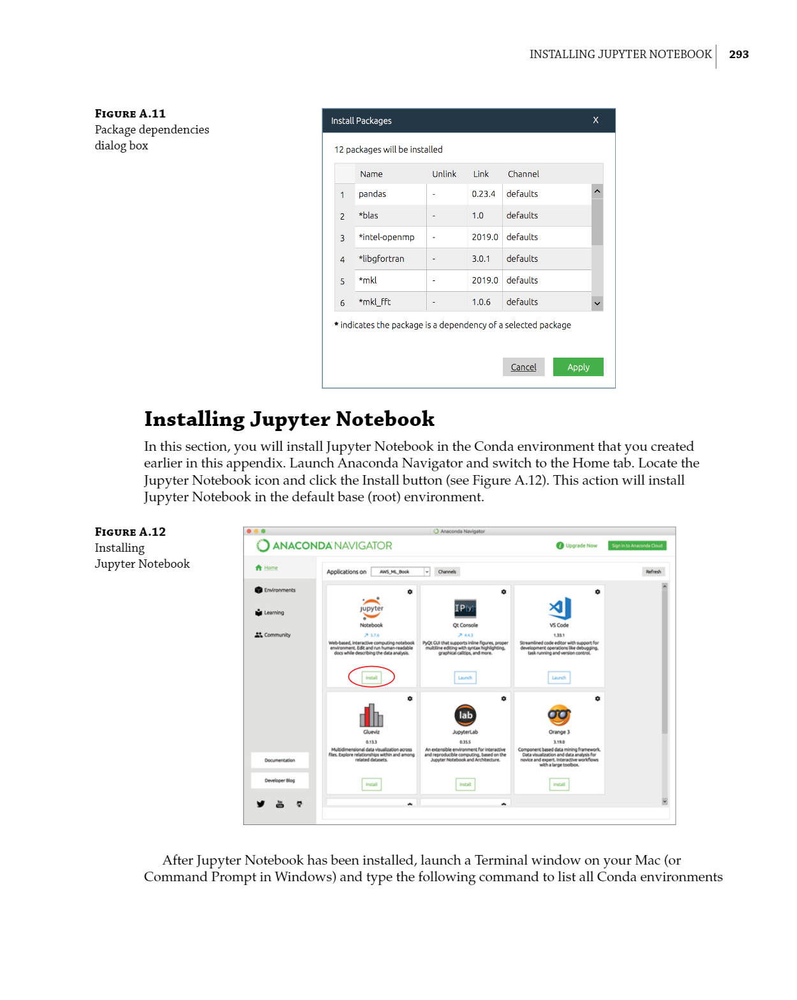 INSTALLING JUPYTER NOTEBOOK 293
FIGURE A.11
Package dependencies
dialog box
Install Packages X
12 packages will be installed
Name Unlink Link Channel
1 pandas - 0.23.4 defaults
2 *blas - 1.0 defaults
3 *intel-openmp - 2019.0 defaults
4 *libgfortran - 3.0.1 defaults
5 *mkl - 2019.0 defaults
6 *mkl_fft - 1.0.6 defaults
* indicates the package is a dependency of a selected package
Cancel Apply
Installing Jupyter Notebook
In this section, you will install Jupyter Notebook in the Conda environment that you created
earlier in this appendix. Launch Anaconda Navigator and switch to the Home tab. Locate the
Jupyter Notebook icon and click the Install button (see Figure A.12). This action will install
Jupyter Notebook in the default base (root) environment.
FIGURE A.12
Installing
Jupyter Notebook
Anaconda Navigator
ANACONDA NAVIGATOR
Upgrade Now Sign in to Anaconda Cloud
Home
Environments
Learning
Community
Documentation
Developer Blog
You Tube
Applications on AWS_ML_Book Channels Refresh
jupyter
Notebook
5.7.6
Web-based, interactive computing notebook
environment. Edit and run human-readable
docs while describing the data analysis.
Install
IP[y]:
Qt Console
4.4.3
PyQt GUI that supports inline figures, proper
multiline editing with syntax highlighting,
graphical calltips, and more.
Launch
VS Code
1.33.1
Streamlined code editor with support for
development operations like debugging,
task running and version control.
Launch
Glueviz
0.13.3
Multidimensional data visualization across
files. Explore relationships within and among
related datasets.
Install
lab
JupyterLab
0.35.5
An extensible environment for interactive
and reproducible computing, based on the
Jupyter Notebook and Architecture.
Install
Orange 3
3.19.0
Component based data mining framework.
Data visualization and data analysis for
novice and expert. Interactive workflows
with a large toolbox.
Install
After Jupyter Notebook has been installed, launch a Terminal window on your Mac (or
Command Prompt in Windows) and type the following command to list all Conda environments